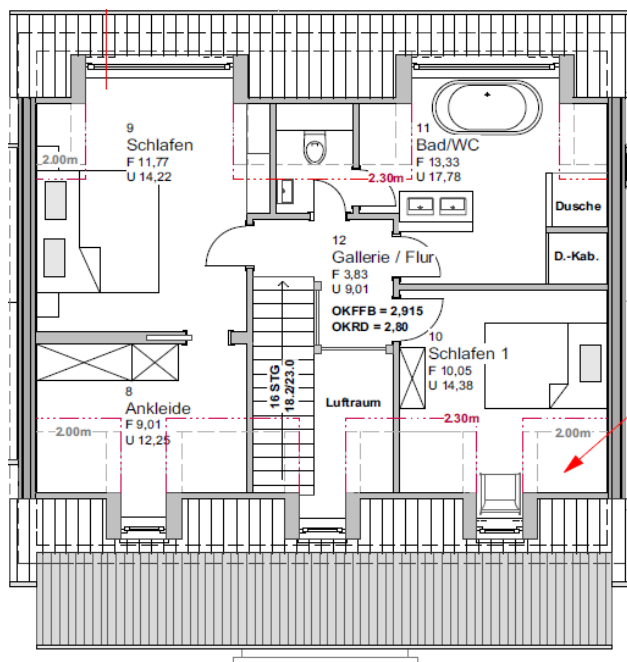 9
Schlafen
F 11,77
U 14,22
2.00m
11
Bad/WC
F 13,33
U 17,78
2.30m
Dusche
D.-Kab.
12
Gallerie / Flur
F 3,83
U 9,01
OKFFB = 2,915
OKRD = 2,80
10
Schlafen 1
F 10,05
U 14,38
16 STG
18.2/23.0
Luftraum
8
Ankleide
F 9,01
U 12,25
2.00m
2.30m
2.00m